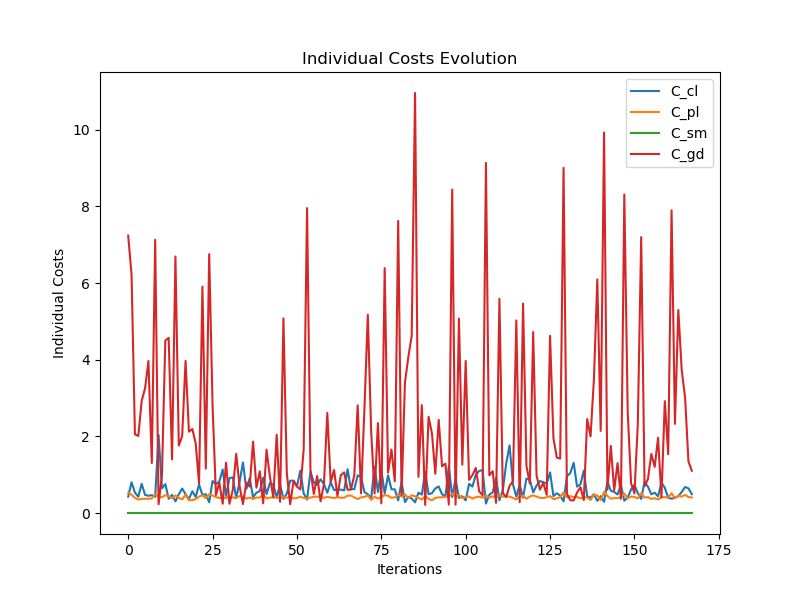 Individual Costs Evolution
C_cl
C_pl
C_sm
C_gd
Individual Costs
10
8
6
4
2
0
0 25 50 75 100 125 150 175
Iterations